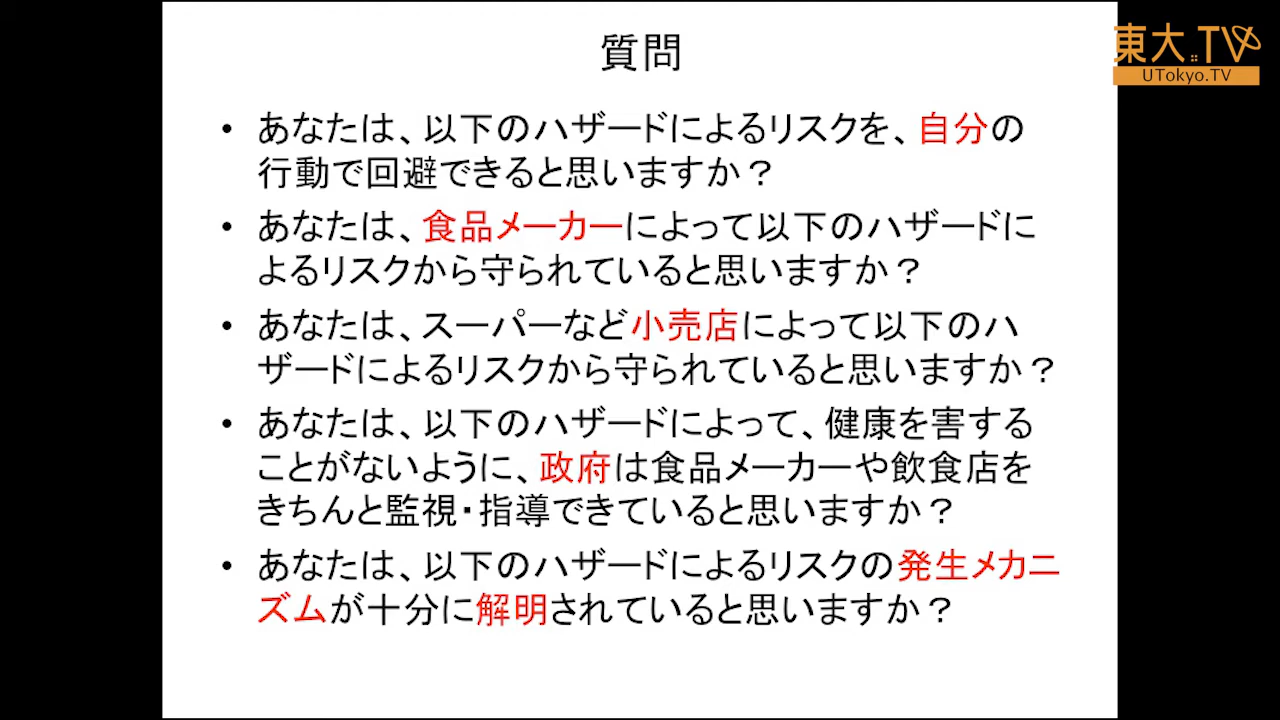 東大.TV
UTokyo.TV
質問
• あなたは、以下のハザードによるリスクを、自分の
行動で回避できると思いますか？
• あなたは、食品メーカーによって以下のハザードに
よるリスクから守られていると思いますか？
• あなたは、スーパーなど小売店によって以下のハ
ザードによるリスクから守られていると思いますか？
• あなたは、以下のハザードによって、健康を害する
ことがないように、政府は食品メーカーや飲食店を
きちんと監視・指導できていると思いますか？
• あなたは、以下のハザードによるリスクの発生メカニ
ズムが十分に解明されていると思いますか？